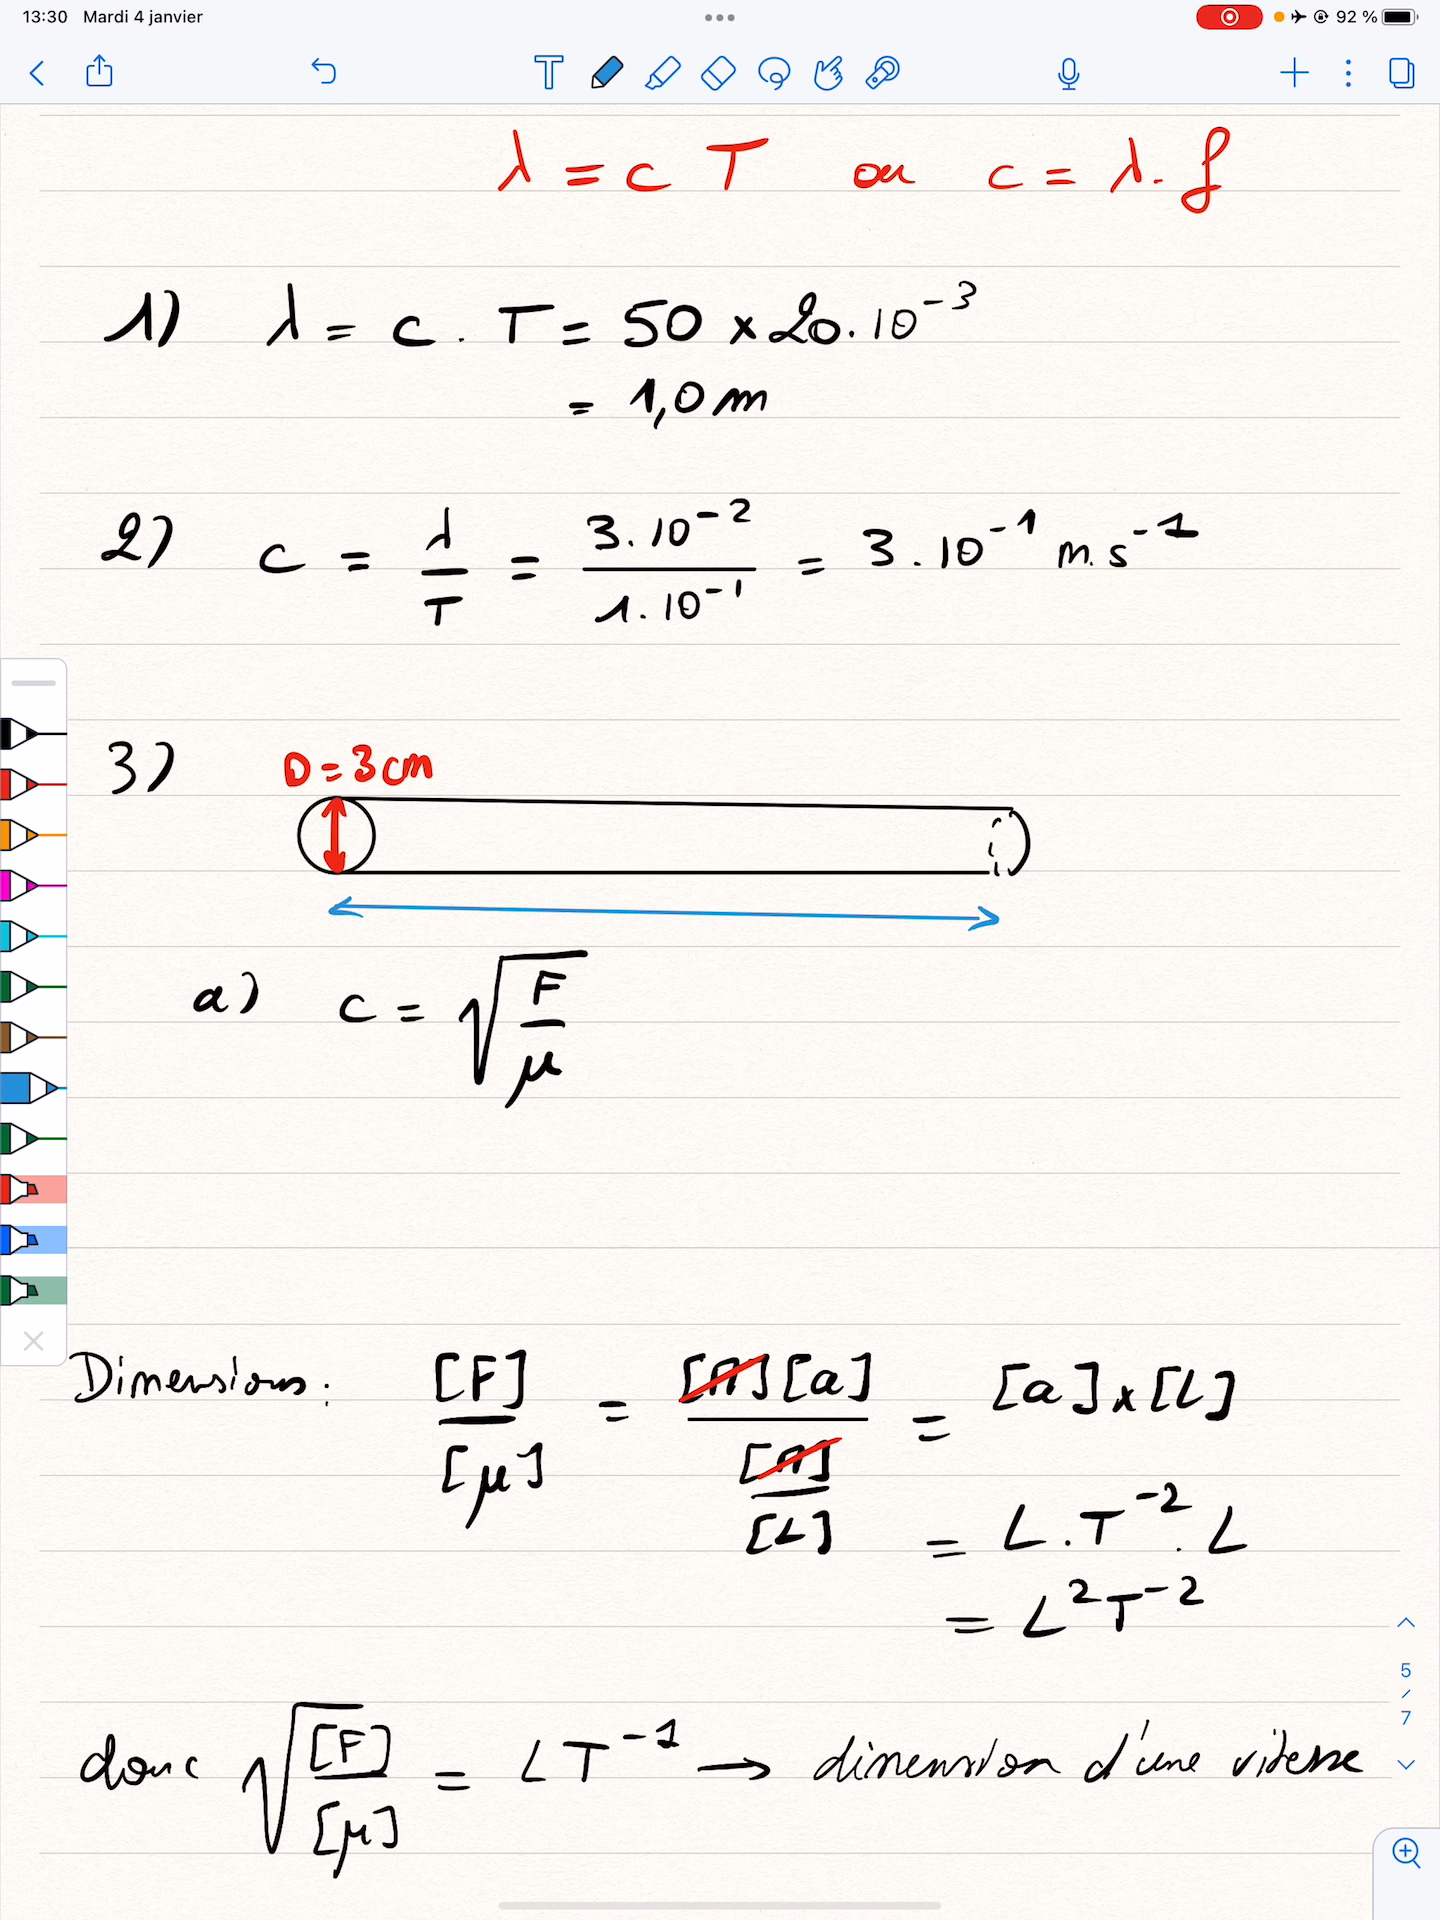 13:30 Mardi 4 janvier 92 %
λ = c T ou c = λ. f
1) λ = c . T = 50 × 20. 10⁻³
= 1,0 m
2) c = λ/T = 3. 10⁻²/1. 10⁻¹ = 3 . 10⁻¹ m. s⁻¹
3) D = 3 cm
a) c = √(F/μ)
Dimensions : [F]/[μ] = [M][a]/([M]/[L]) = [a] × [L]
= L . T⁻² . L
= L² T⁻²
5 / 7
donc √([F]/[μ]) = L T⁻¹ → dimension d'une vitesse